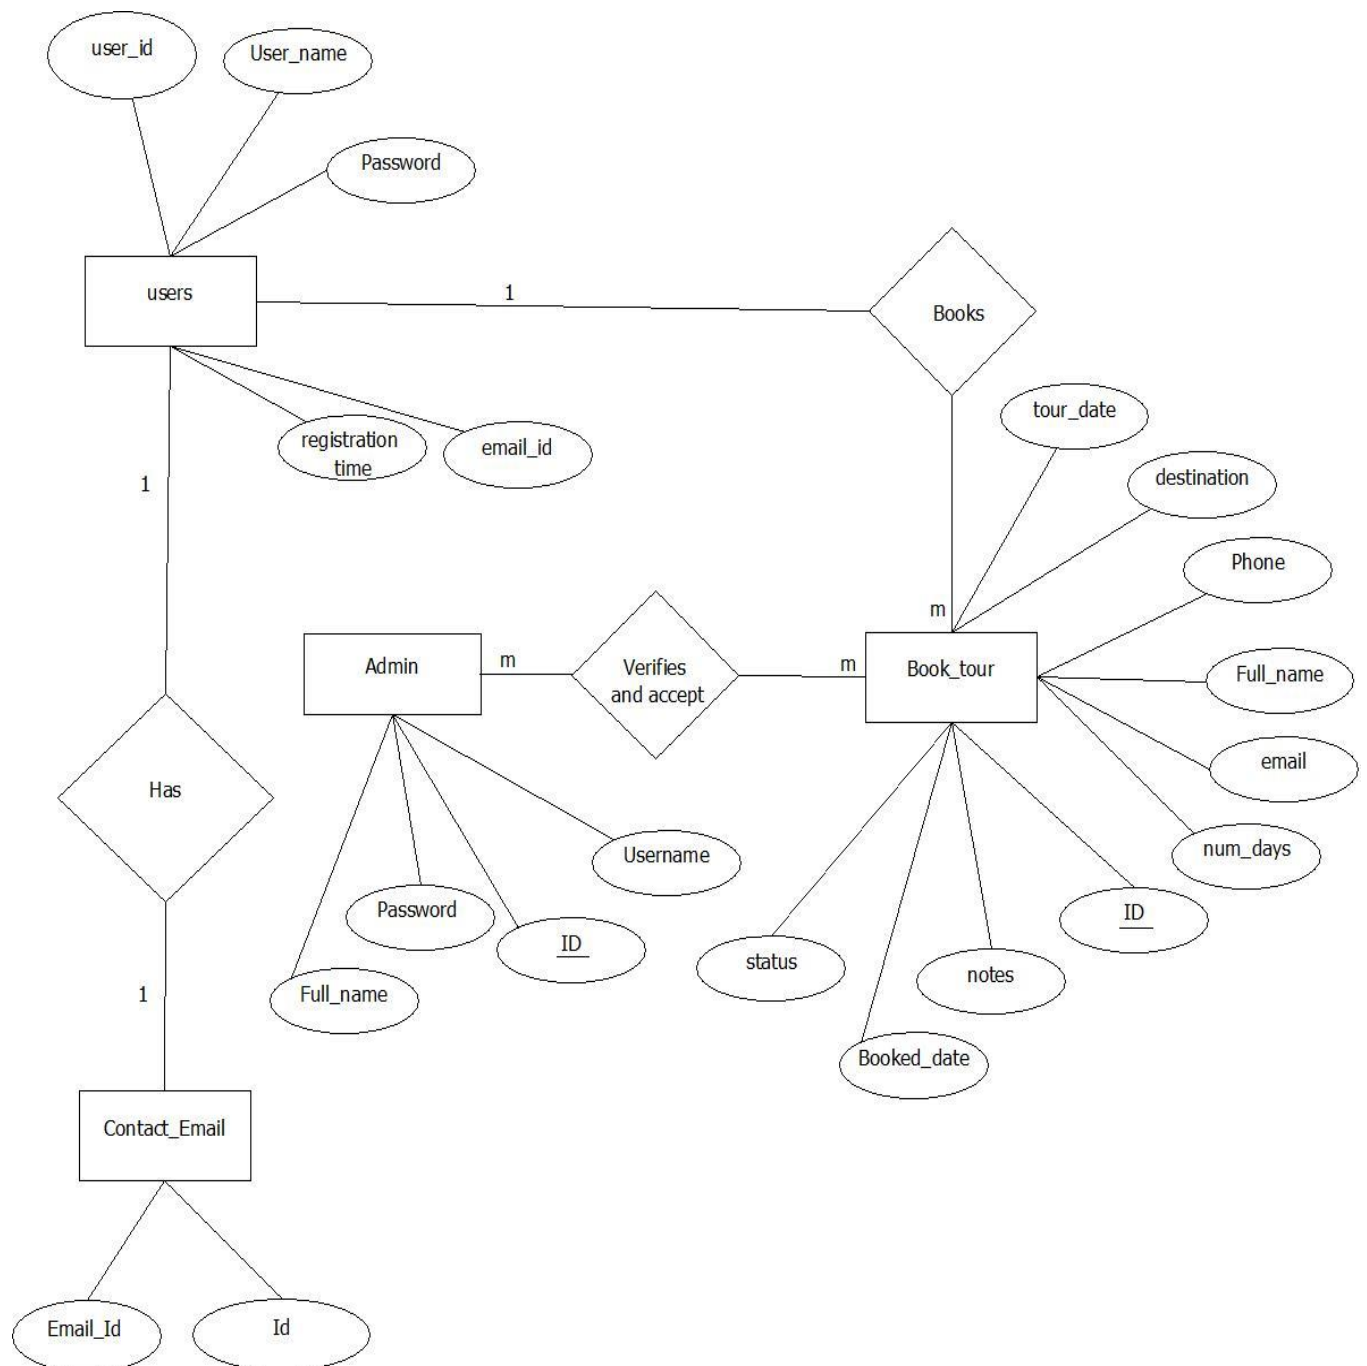 user_id
User_name
Password
users
1
Books
registration
time
email_id
tour_date
destination
1
Phone
m
Admin
m
Verifies
and accept
m
Book_tour
Full_name
email
Has
num_days
Username
Password
ID
ID
status
notes
Full_name
1
Booked_date
Contact_Email
Email_Id
Id